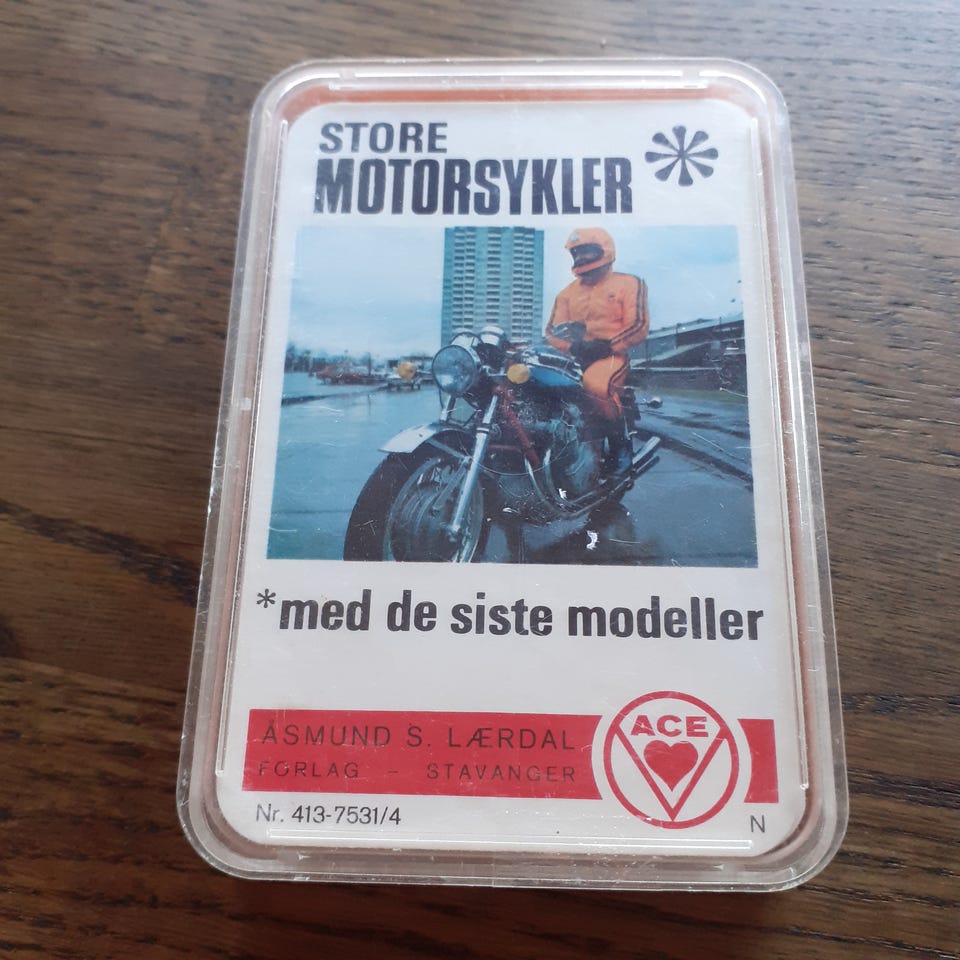 STORE
MOTORSYKLER
*med de siste modeller
ÅSMUND S. LÆRDAL
FORLAG - STAVANGER
ACE
Nr. 413-7531/4
N